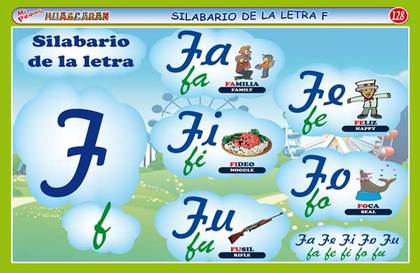 Mi Pequeño HUASCARAN
SILABARIO DE LA LETRA F
128
Silabario
de la letra
F
f
Fa
fa
FAMILIA
FAMILY
Fe
fe
FELIZ
HAPPY
Fi
fi
FIDEO
NOODLE
Fo
fo
FOCA
SEAL
Fu
fu
FUSIL
RIFLE
Fa Fe Fi Fo Fu
fa fe fi fo fu